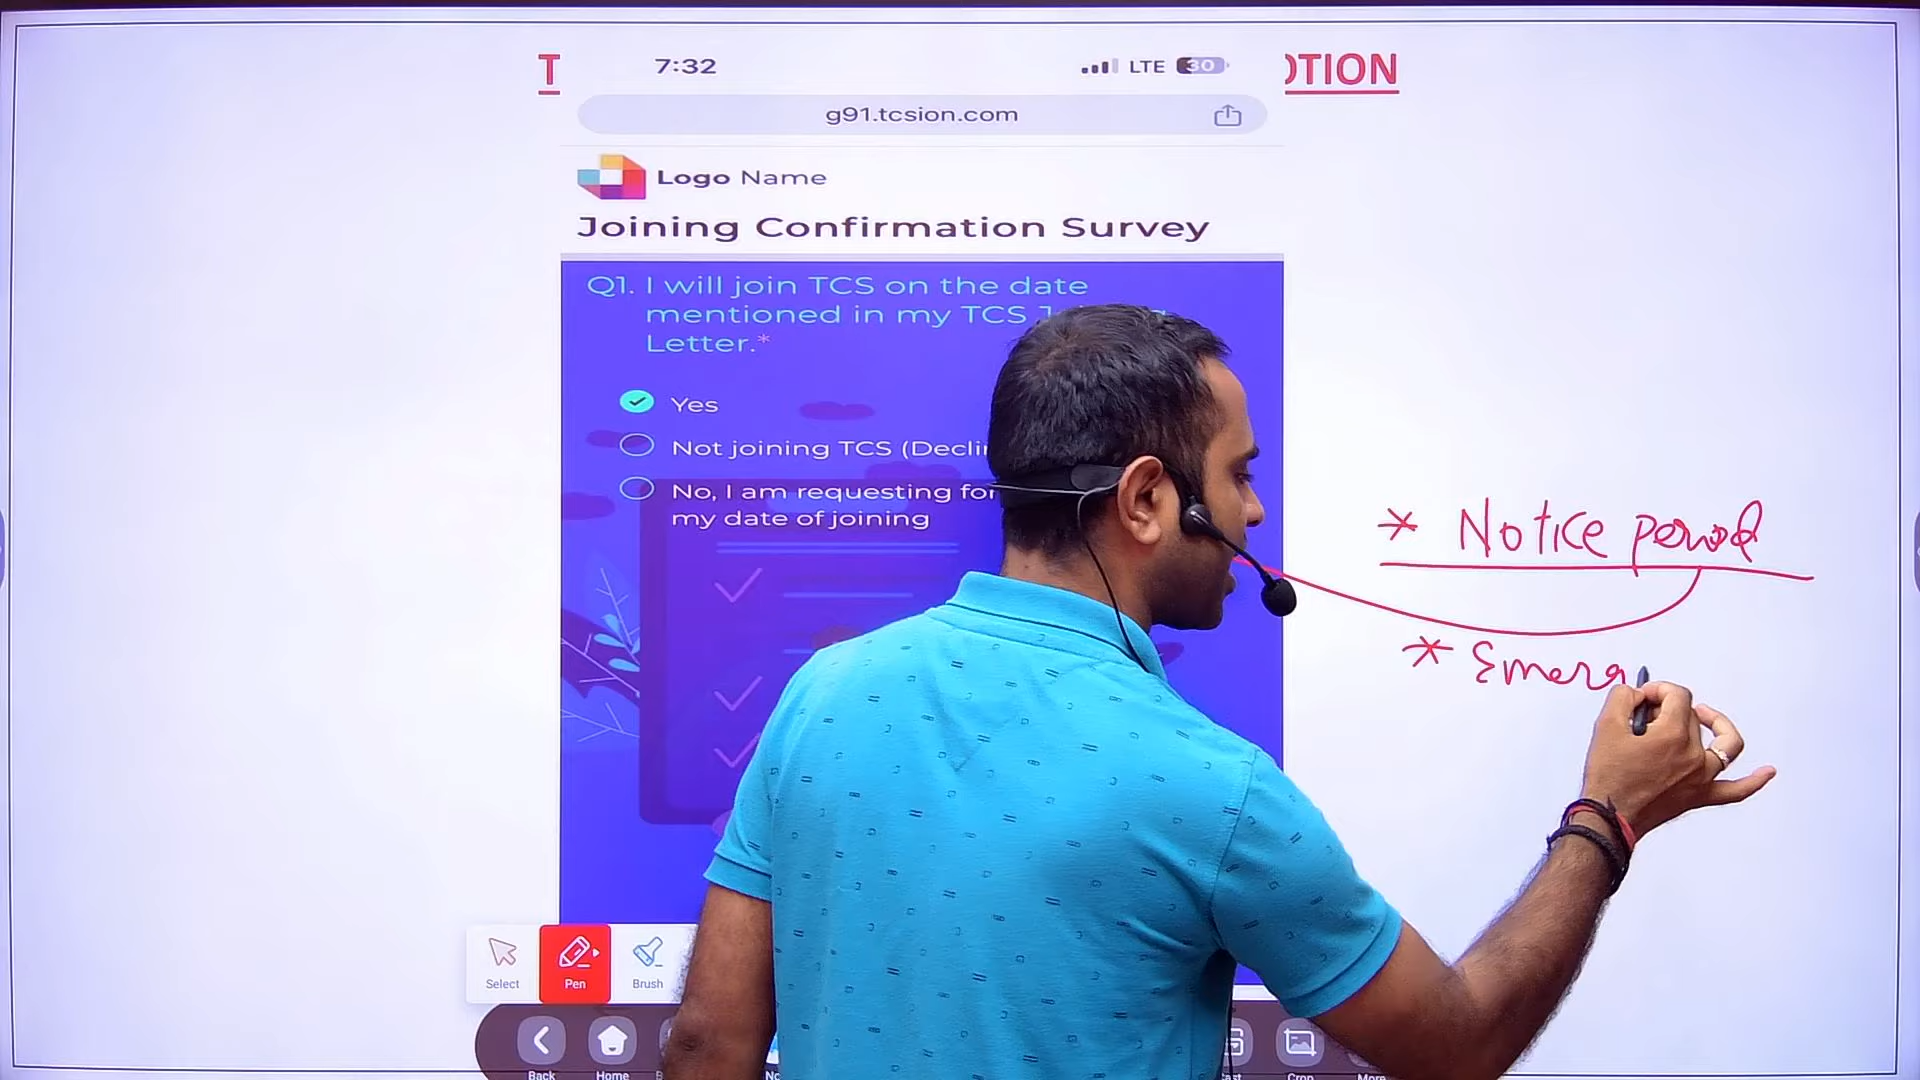 T
OTION
7:32
LTE
30
g91.tcsion.com
Logo Name
Joining Confirmation Survey
Q1. I will join TCS on the date
mentioned in my TCS
Letter.*
Yes
Not joining TCS
No, I am requesting for
my date of joining
* Notice period
* Emerg
Select
Pen
Brush
Back
Home
Crop
More